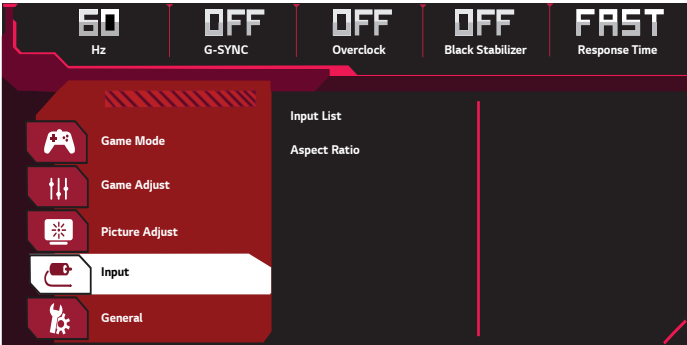 60 OFF OFF OFF FAST
Hz G-SYNC Overclock Black Stabilizer Response Time
Input List
Game Mode
Aspect Ratio
Game Adjust
Picture Adjust
Input
General